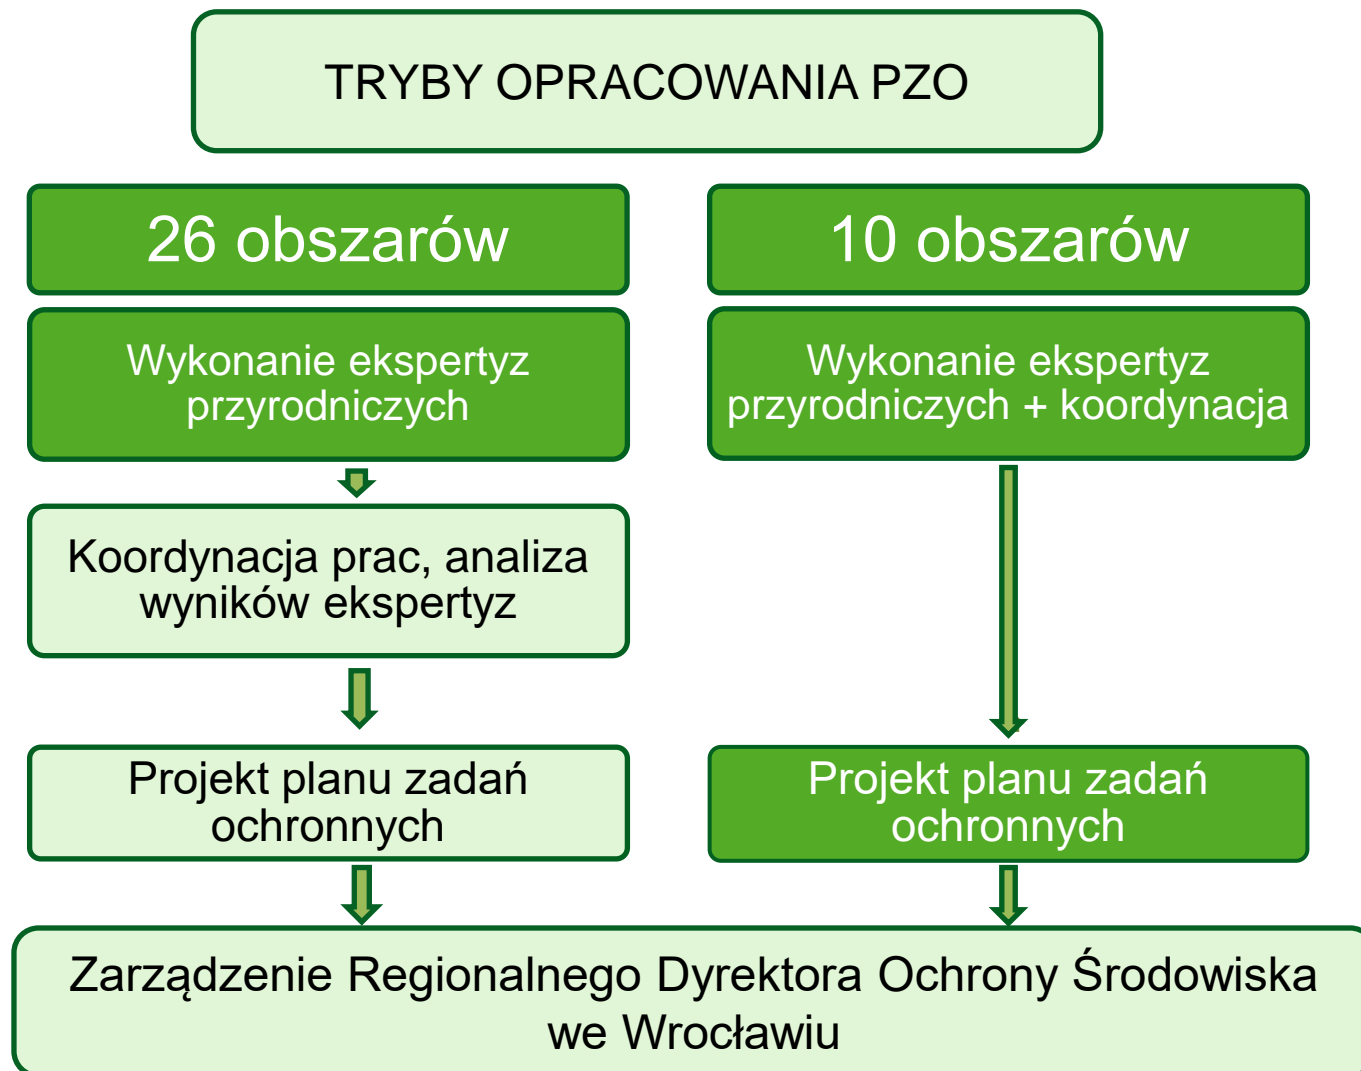 TRYBY OPRACOWANIA PZO
26 obszarów
Wykonanie ekspertyz
przyrodniczych
Koordynacja prac, analiza
wyników ekspertyz
Projekt planu zadań
ochronnych
10 obszarów
Wykonanie ekspertyz
przyrodniczych + koordynacja
Projekt planu zadań
ochronnych
Zarządzenie Regionalnego Dyrektora Ochrony Środowiska
we Wrocławiu